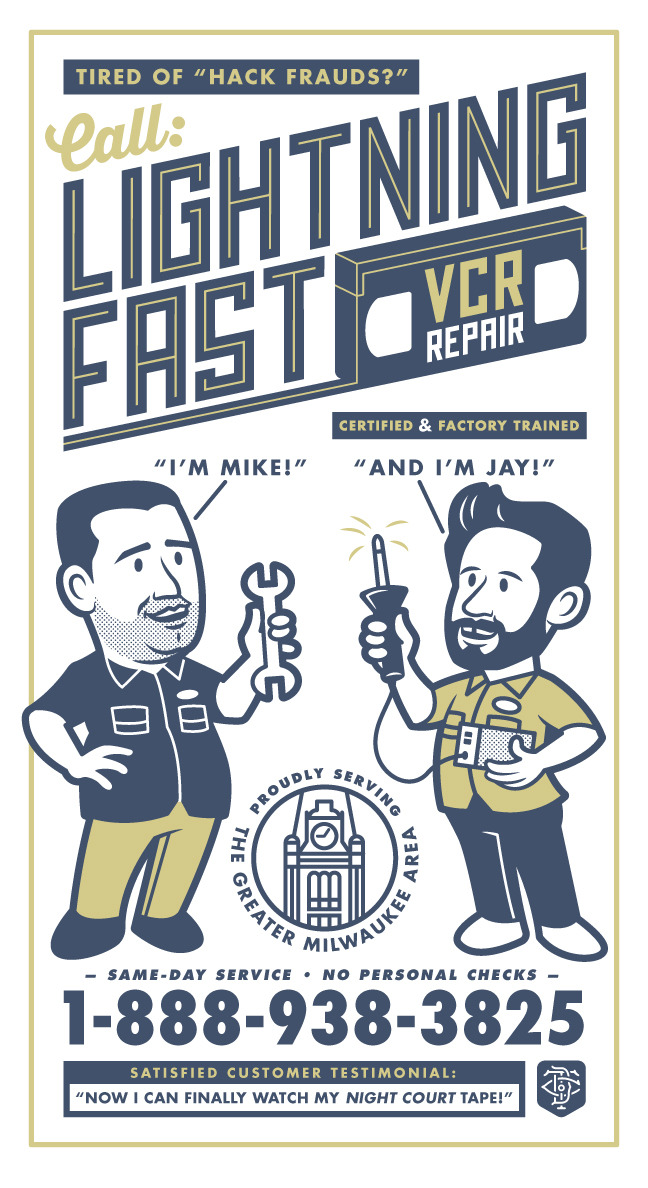 TIRED OF “HACK FRAUDS?”
Call:
LIGHTNING
FAST
VCR
REPAIR
CERTIFIED & FACTORY TRAINED
“I’M MIKE!”
“AND I’M JAY!”
PROUDLY SERVING
THE GREATER MILWAUKEE AREA
– SAME-DAY SERVICE • NO PERSONAL CHECKS –
1-888-938-3825
SATISFIED CUSTOMER TESTIMONIAL:
“NOW I CAN FINALLY WATCH MY NIGHT COURT TAPE!”